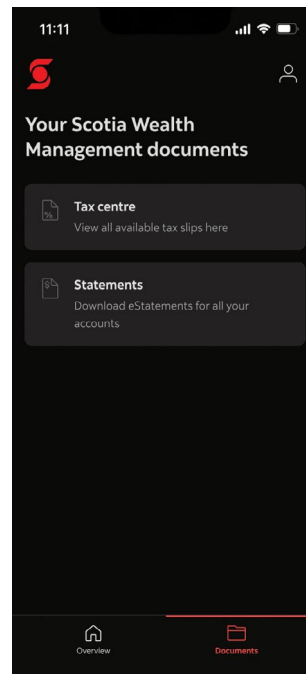 11:11
Your Scotia Wealth
Management documents
%
Tax centre
View all available tax slips here
$
Statements
Download eStatements for all your
accounts
Overview
Documents